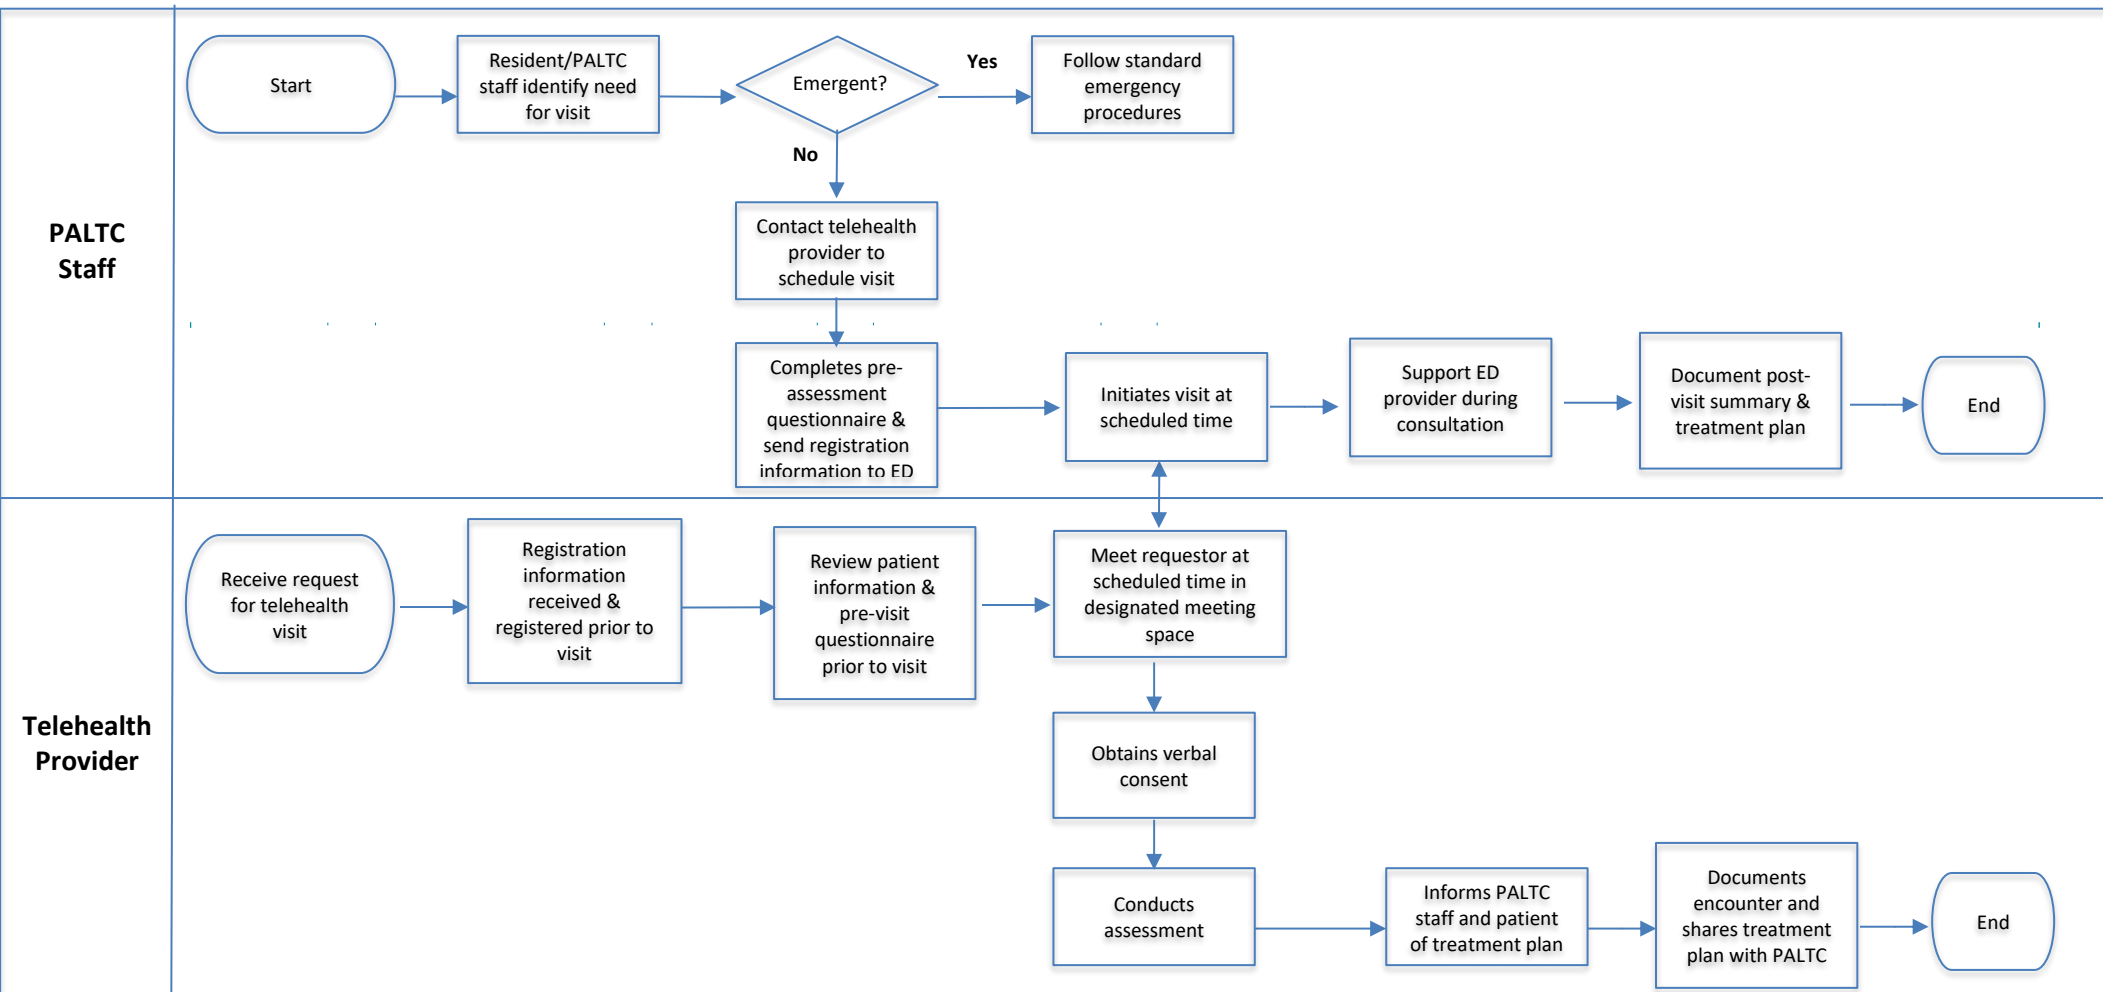 PALTC
Staff
Start
Resident/PALTC
staff identify need
for visit
Emergent?
Yes
Follow standard
emergency
procedures
No
Contact telehealth
provider to
schedule visit
Completes pre-
assessment
questionnaire &
send registration
information to ED
Initiates visit at
scheduled time
Support ED
provider during
consultation
Document post-
visit summary &
treatment plan
End
Telehealth
Provider
Receive request
for telehealth
visit
Registration
information
received &
registered prior to
visit
Review patient
information &
pre-visit
questionnaire
prior to visit
Meet requestor at
scheduled time in
designated meeting
space
Obtains verbal
consent
Conducts
assessment
Informs PALTC
staff and patient
of treatment plan
Documents
encounter and
shares treatment
plan with PALTC
End